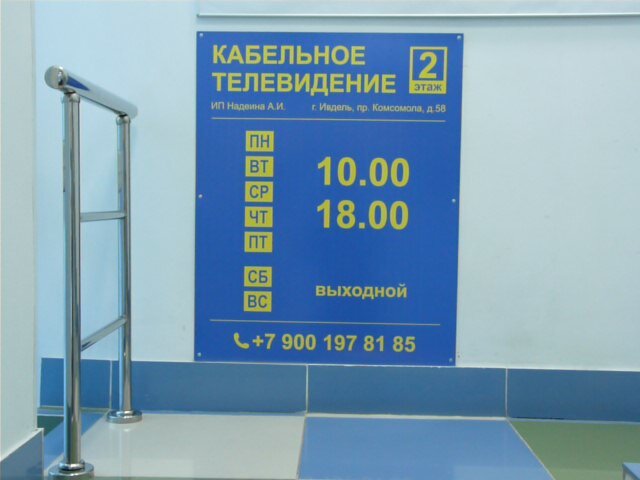 КАБЕЛЬНОЕ
ТЕЛЕВИДЕНИЕ
2
этаж
ИП Надеина А.И. г. Ивдель, пр. Комсомола, д.58
ПН
ВТ
СР
ЧТ
ПТ
10.00
18.00
СБ
ВС
выходной
+7 900 197 81 85